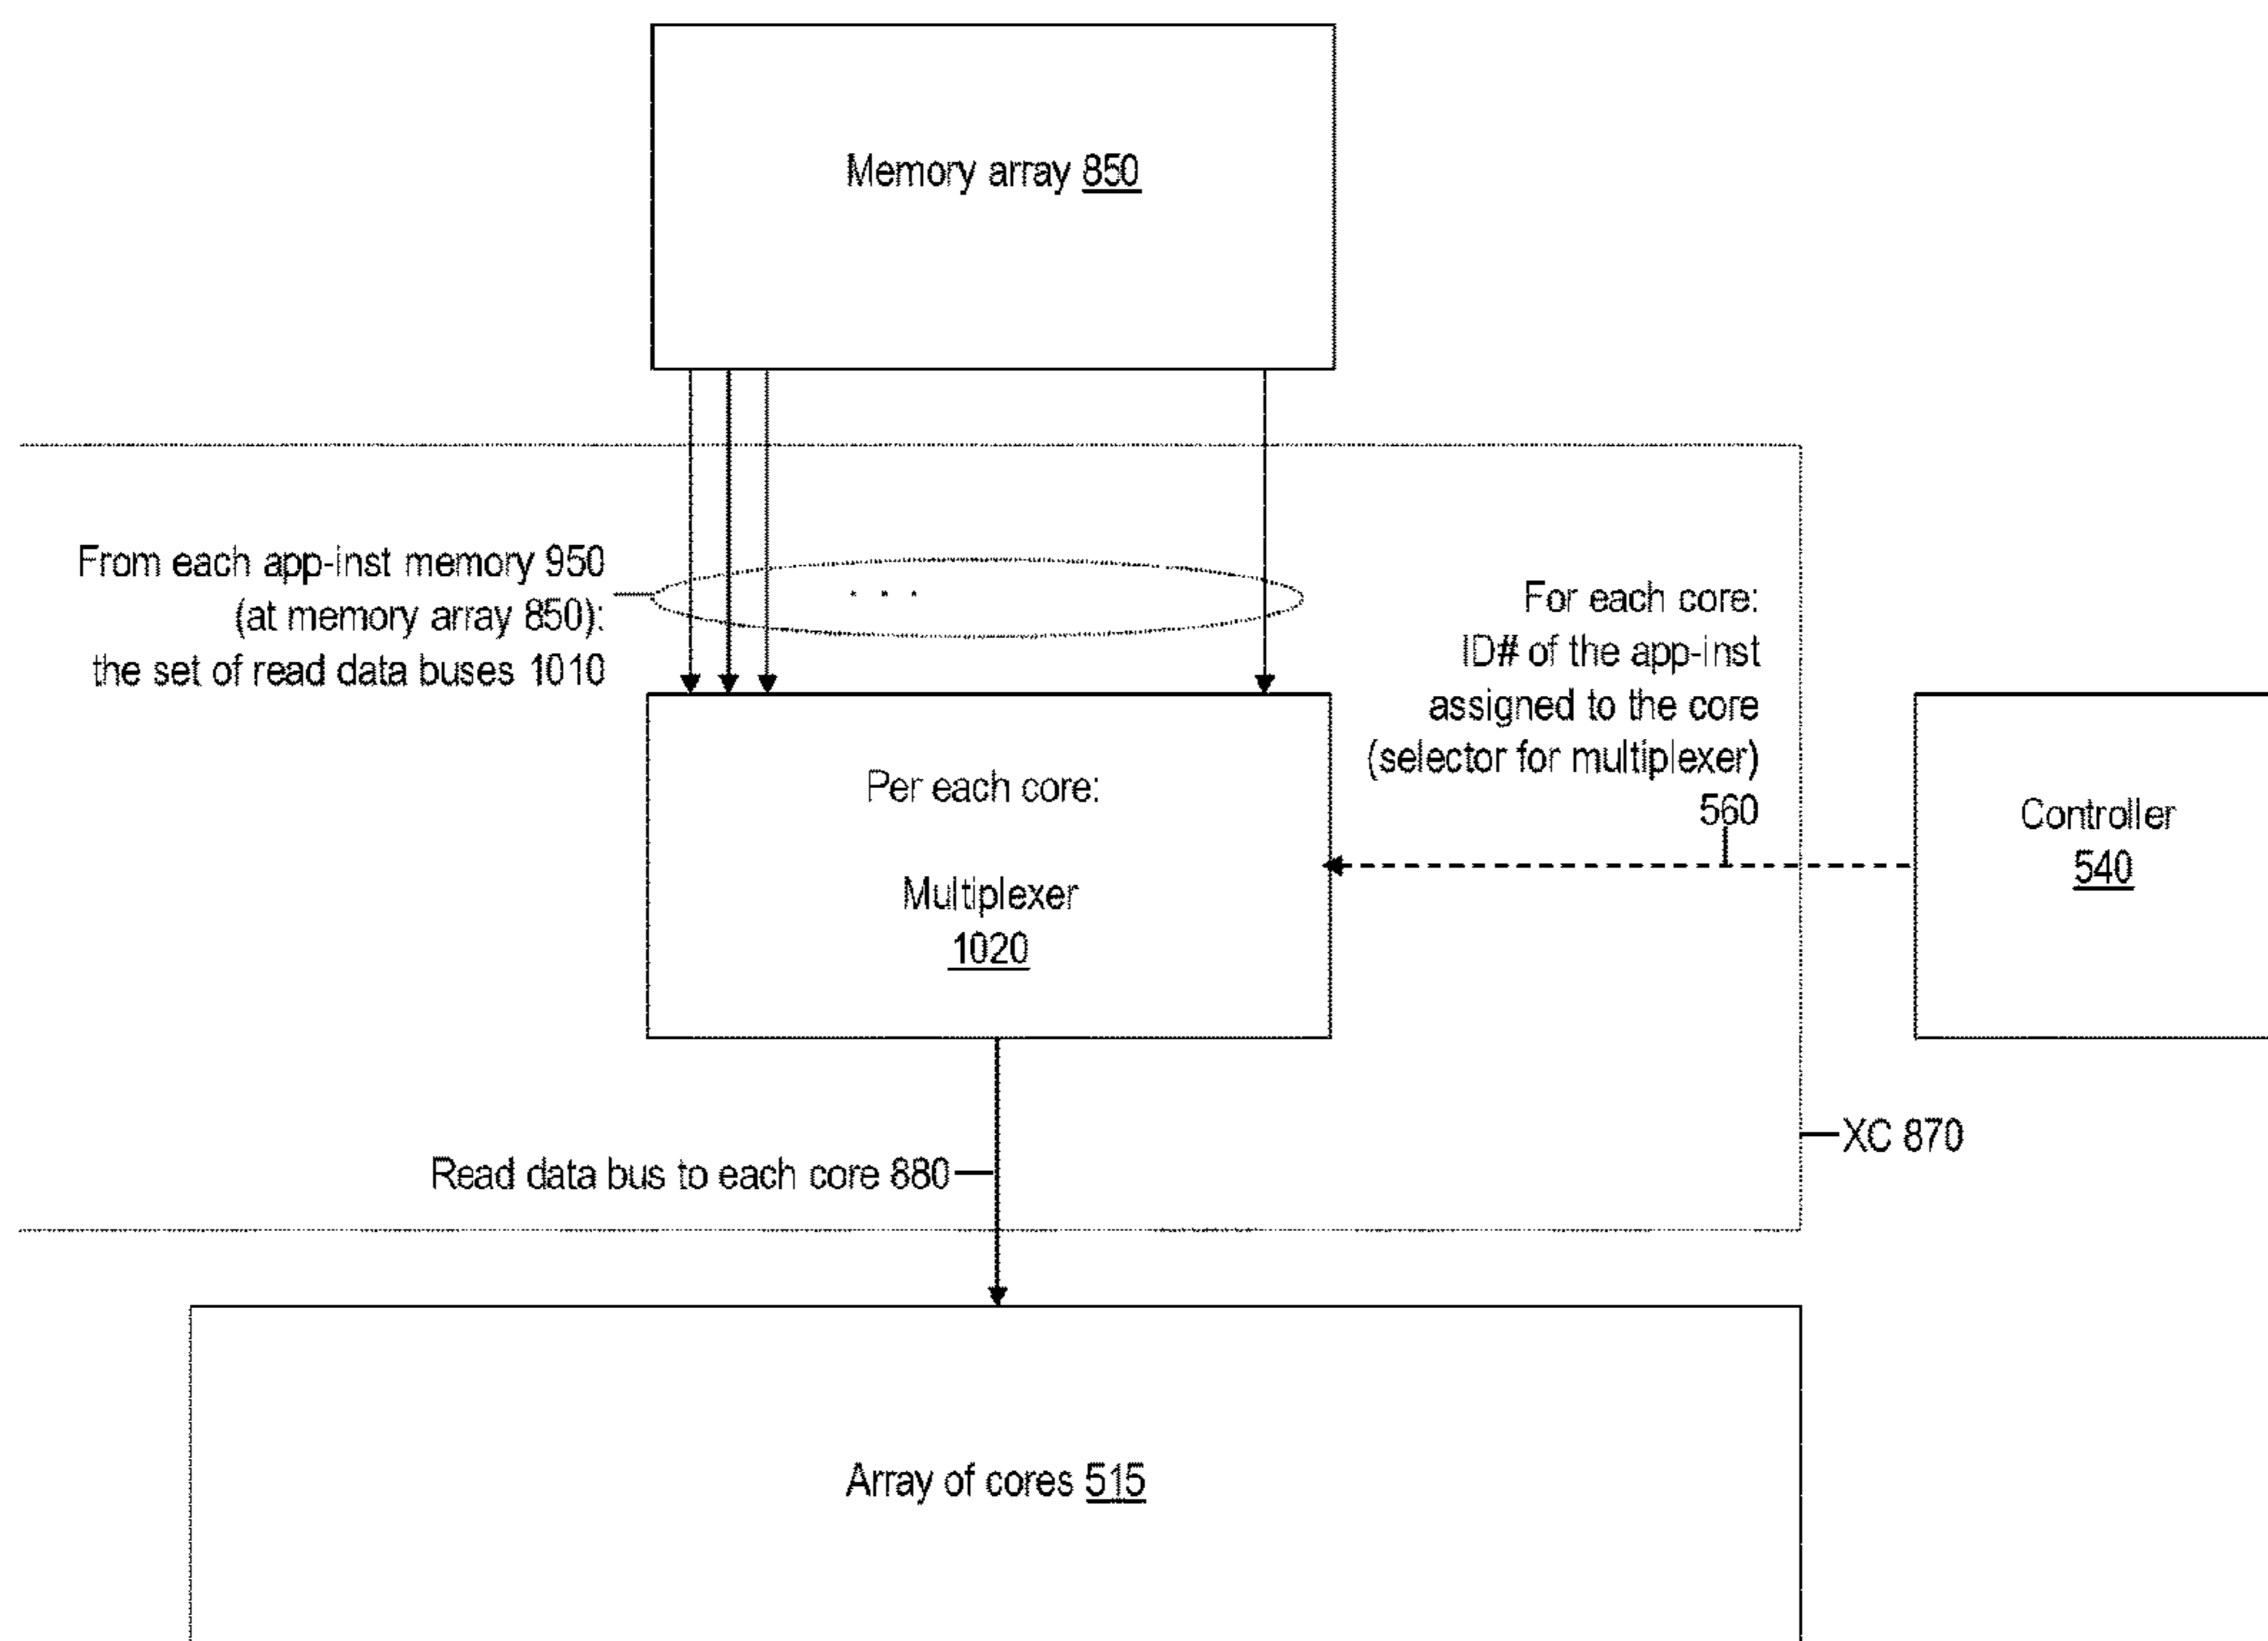 Memory array 850
From each app-inst memory 950
(at memory array 850):
the set of read data buses 1010
. . .
For each core:
ID# of the app-inst
assigned to the core
(selector for multiplexer)
560
Per each core:
Multiplexer
1020
Controller
540
XC 870
Read data bus to each core 880
Array of cores 515